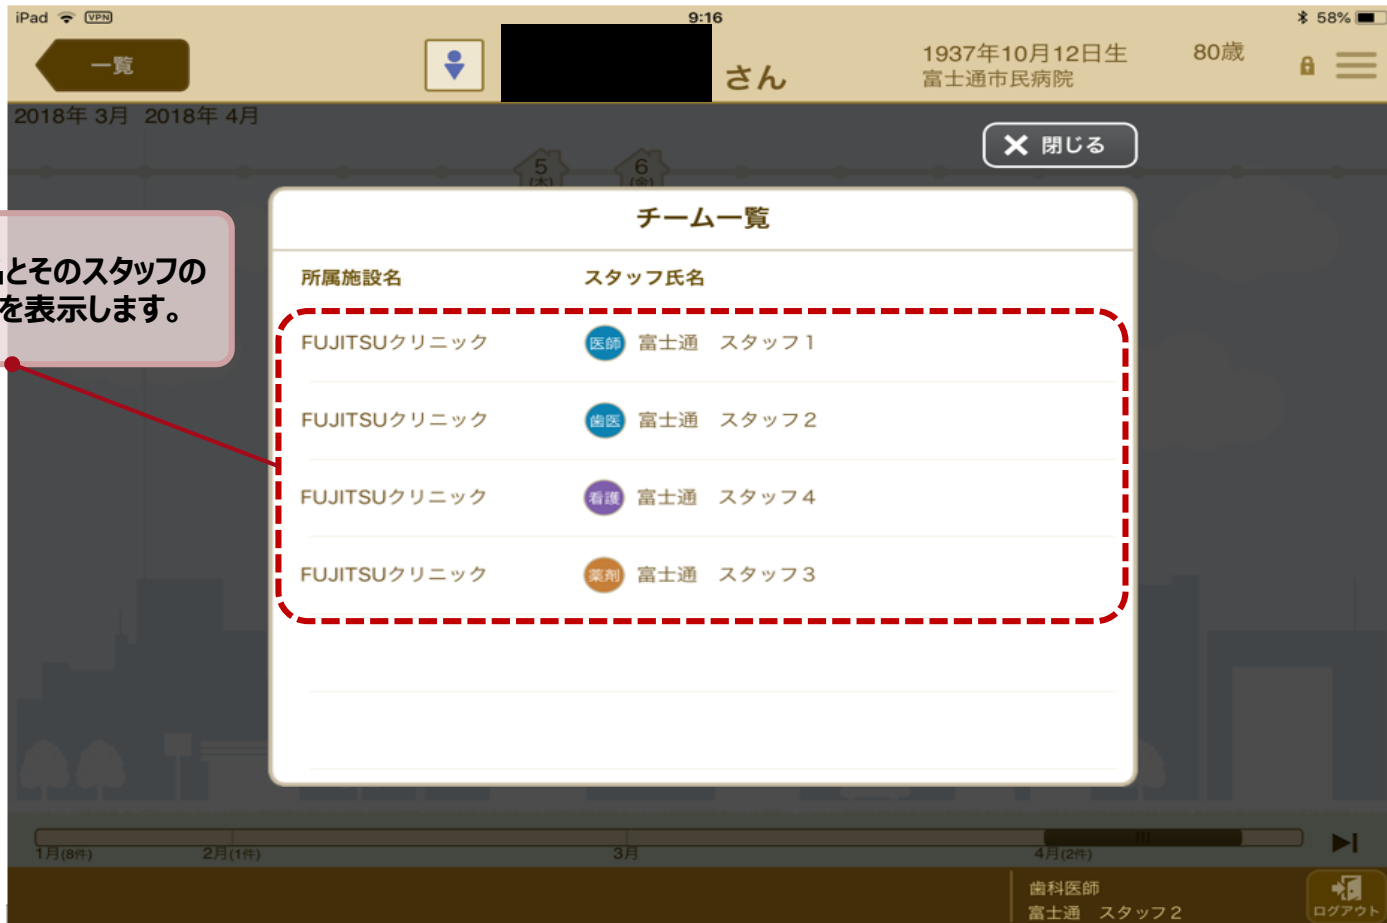 iPad VPN 9:16 58%
一覧 さん 1937年10月12日生 80歳
富士通市民病院
2018年 3月 2018年 4月
閉じる
5 6
(木) (金)
チーム一覧
とそのスタッフの
を表示します。
所属施設名 スタッフ氏名
FUJITSUクリニック 医師 富士通 スタッフ1
FUJITSUクリニック 歯医 富士通 スタッフ2
FUJITSUクリニック 看護 富士通 スタッフ4
FUJITSUクリニック 薬剤 富士通 スタッフ3
1月(8件) 2月(1件) 3月 4月(2件)
歯科医師
富士通 スタッフ2 ログアウト